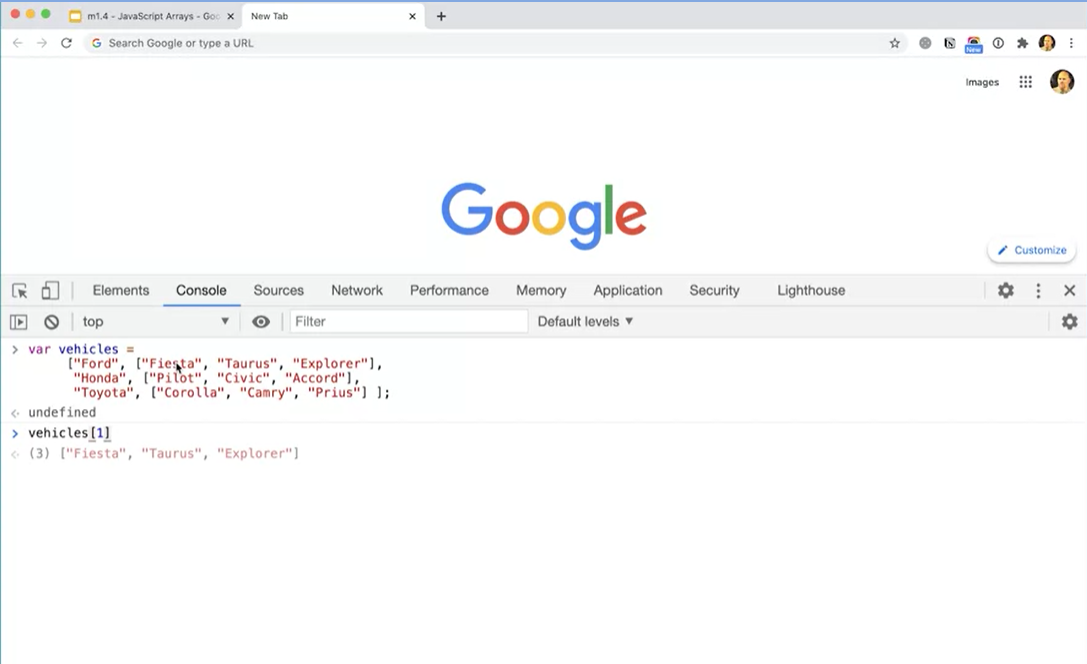 m1.4 - JavaScript Arrays - Goo
New Tab
Search Google or type a URL
New
Images
Google
Customize
Elements Console Sources Network Performance Memory Application Security Lighthouse
top Filter Default levels ▼
> var vehicles =
["Ford", ["Fiesta", "Taurus", "Explorer"],
"Honda", ["Pilot", "Civic", "Accord"],
"Toyota", ["Corolla", "Camry", "Prius"] ];
undefined
> vehicles[1]
(3) ["Fiesta", "Taurus", "Explorer"]